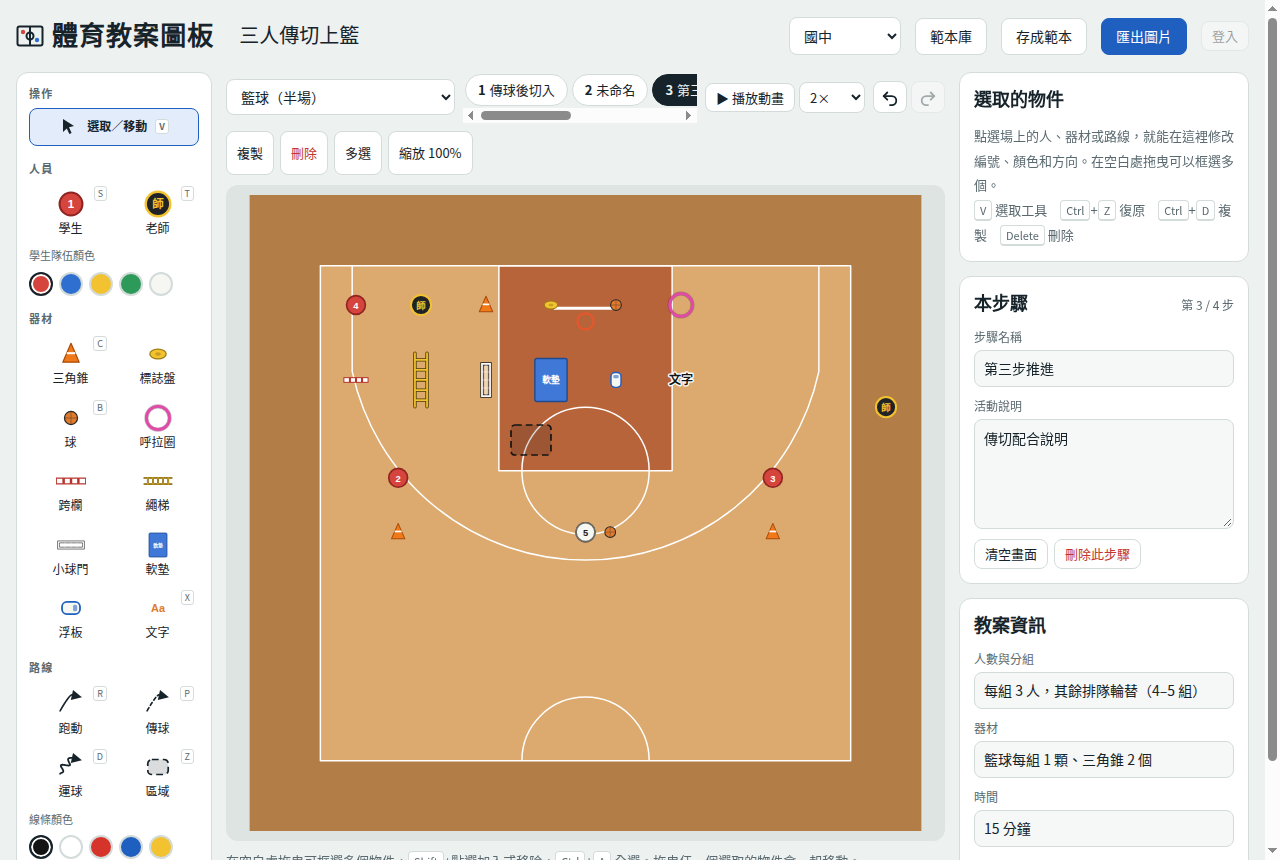 體育教案圖板
三人傳切上籃
國中
範本庫
存成範本
匯出圖片
登入
操作
選取／移動 V
人員
1 S
師 T
學生
老師
學生隊伍顏色
器材
C
三角錐
標誌盤
B
球
呼拉圈
跨欄
繩梯
小球門
軟墊
軟墊
浮板
Aa X
文字
路線
R
跑動
P
傳球
D
運球
Z
區域
線條顏色
籃球（半場）
1 傳球後切入
2 未命名
3 第三
▶ 播放動畫
2×
複製
刪除
多選
縮放 100%
4
師
軟墊
文字
師
2
3
5
選取的物件
點選場上的人、器材或路線，就能在這裡修改
編號、顏色和方向。在空白處拖曳可以框選多
個。
V 選取工具 Ctrl+Z 復原 Ctrl+D 複
製 Delete 刪除
本步驟
第 3 / 4 步
步驟名稱
第三步推進
活動說明
傳切配合說明
清空畫面
刪除此步驟
教案資訊
人數與分組
每組 3 人，其餘排隊輪替（4–5 組）
器材
籃球每組 1 顆、三角錐 2 個
時間
15 分鐘